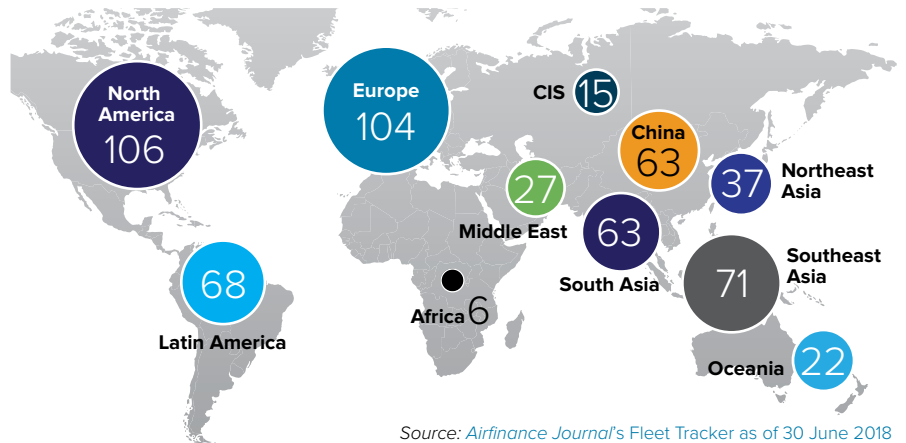 North
America
106
Europe
104
CIS
15
China
63
Northeast
Asia
37
Middle East
27
South Asia
63
Southeast
Asia
71
Latin America
68
Africa 6
Oceania
22
Source: Airfinance Journal's Fleet Tracker as of 30 June 2018